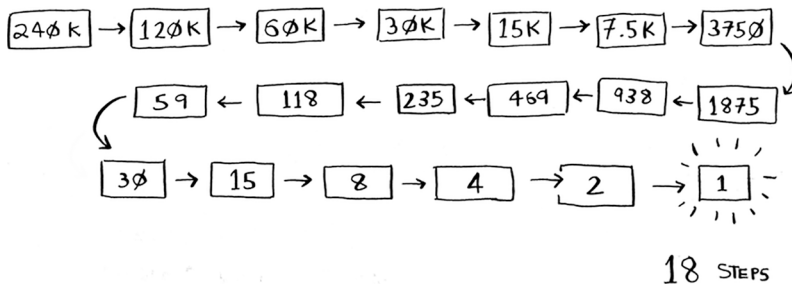 240K → 120K → 60K → 30K → 15K → 7.5K → 3750
59 ← 118 ← 235 ← 469 ← 938 ← 1875
30 → 15 → 8 → 4 → 2 → 1
18 STEPS